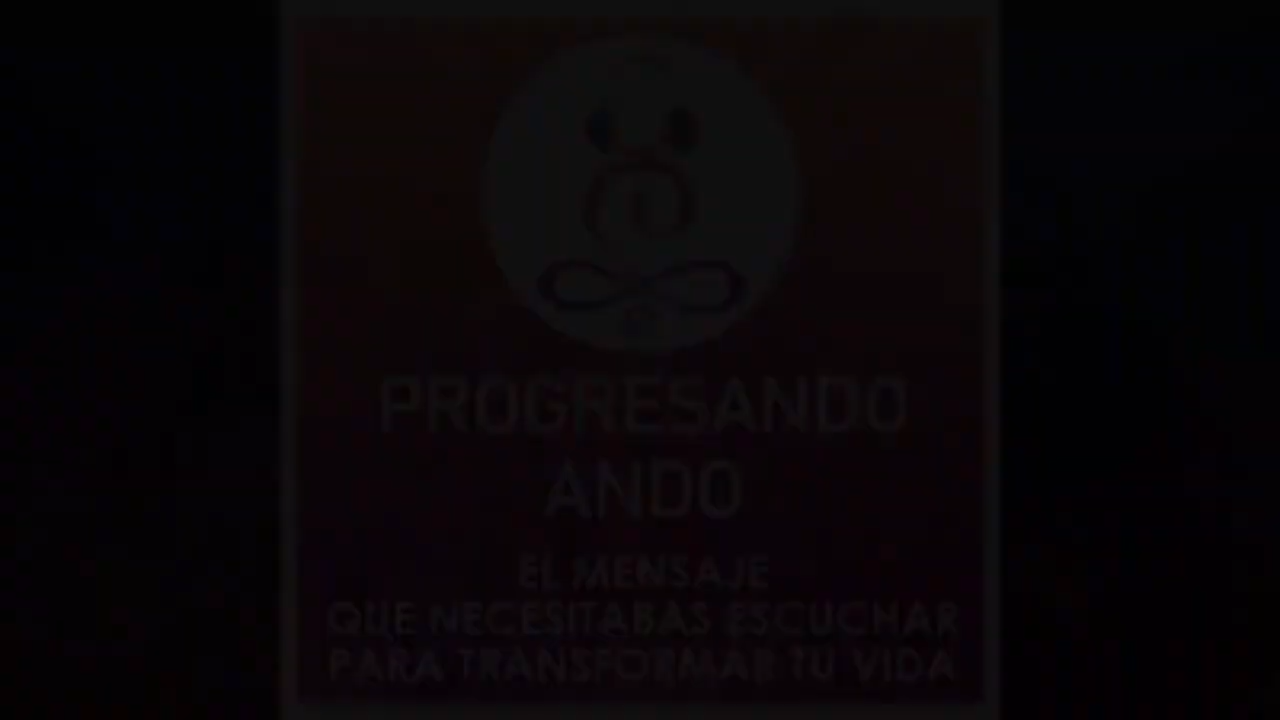 PROGRESANDO
ANDO
EL MENSAJE
QUE NECESITABAS ESCUCHAR
PARA TRANSFORMAR TU VIDA